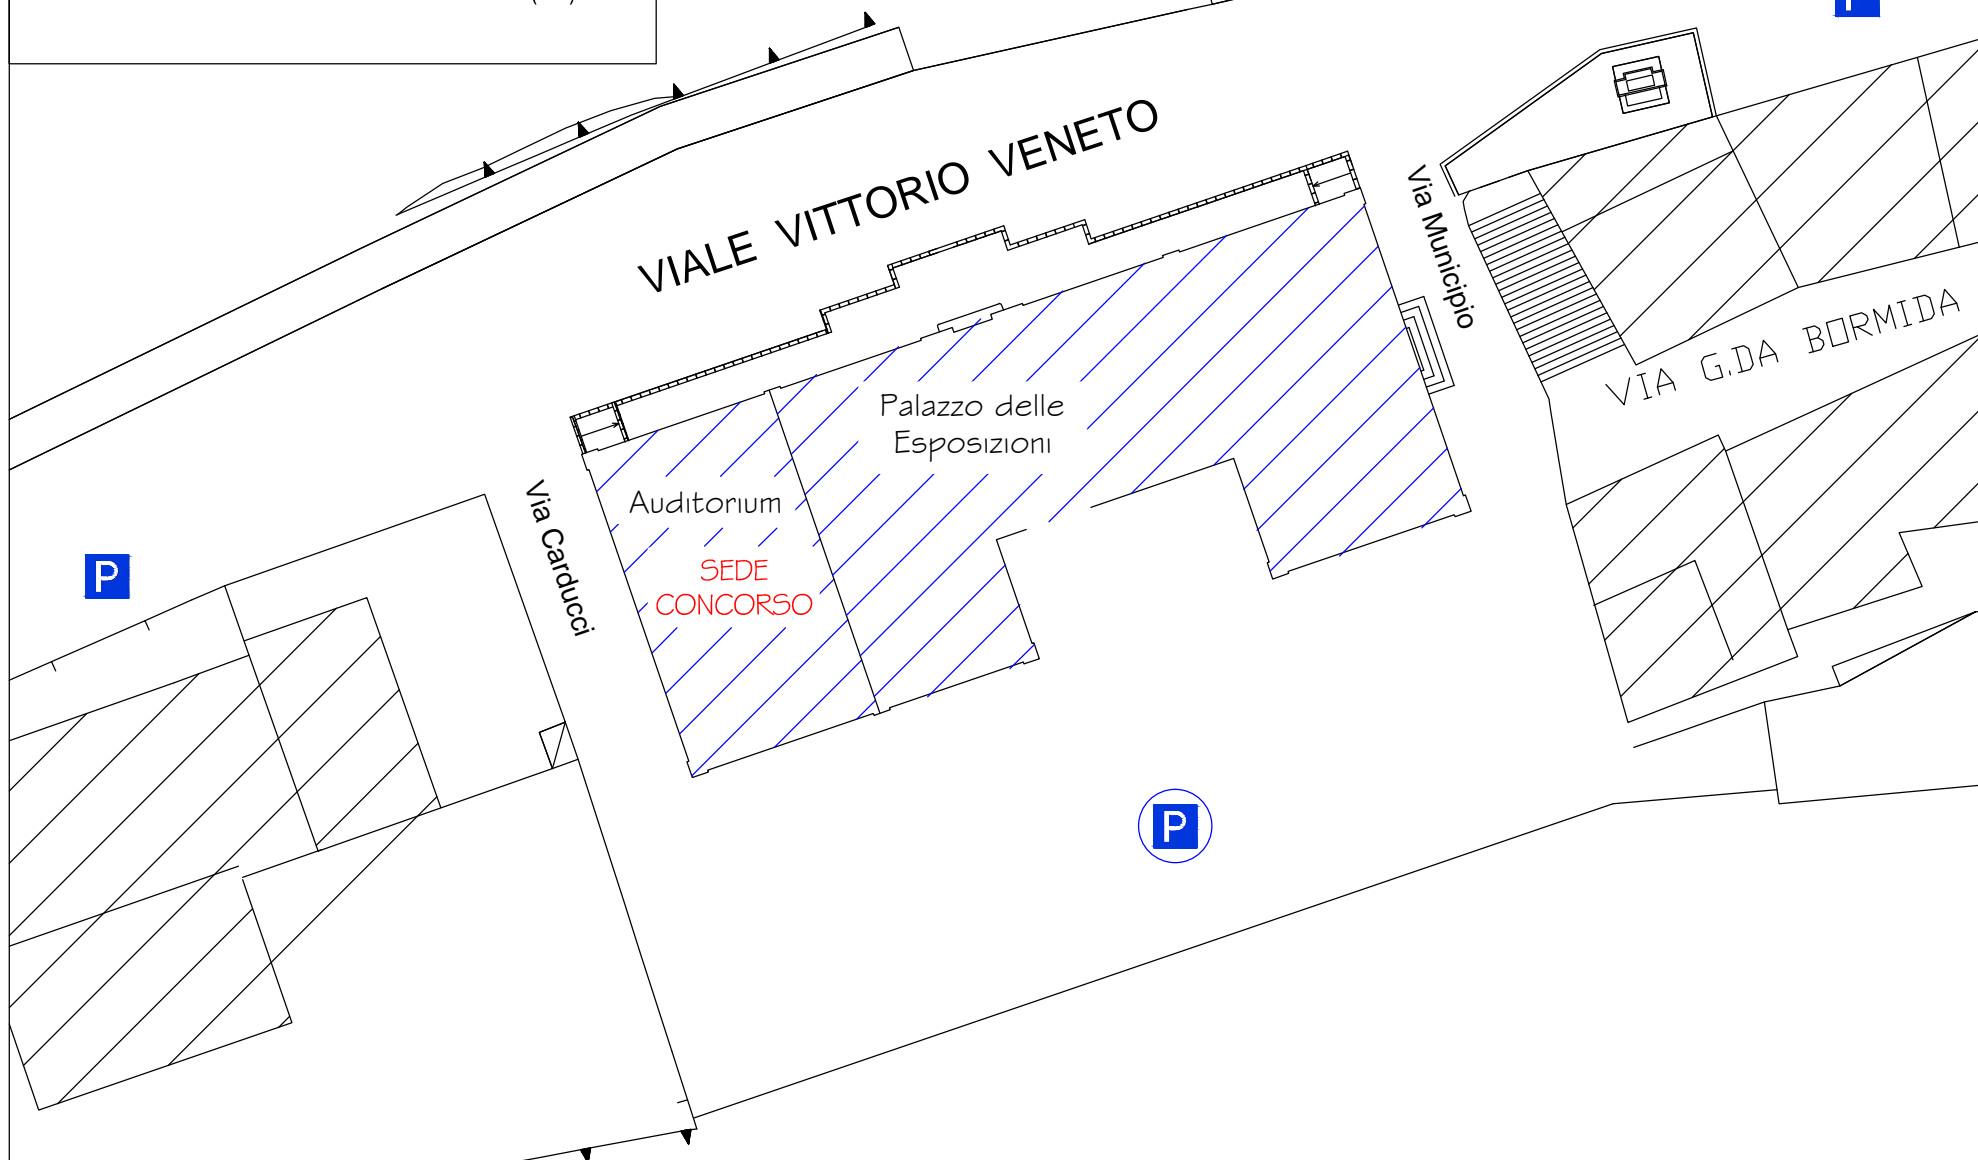 VIALE VITTORIO VENETO
Via Municipio
VIA G.DA BORMIDA
Palazzo delle
Esposizioni
Auditorium
SEDE
CONCORSO
Via Carducci
P
P